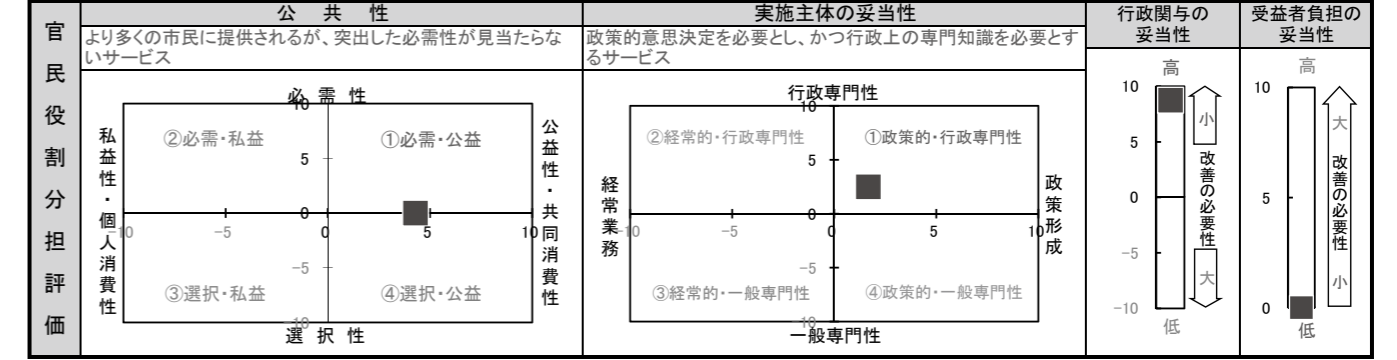 官民役割分担評価
公共性
より多くの市民に提供されるが、突出した必需性が見当たらな
いサービス
必需性
10
②必需・私益
①必需・公益
5
私益性・個人消費性
公益性・共同消費性
0
-10
-5
0
5
10
-5
③選択・私益
④選択・公益
-10
選択性
実施主体の妥当性
政策的意思決定を必要とし、かつ行政上の専門知識を必要とす
るサービス
行政専門性
10
②経常的・行政専門性
①政策的・行政専門性
5
経常業務
政策形成
0
-10
-5
0
5
10
-5
③経常的・一般専門性
④政策的・一般専門性
-10
一般専門性
行政関与の
妥当性
高
10
5
0
-5
-10
低
小
改善の必要性
大
受益者負担の
妥当性
高
10
5
0
低
大
改善の必要性
小